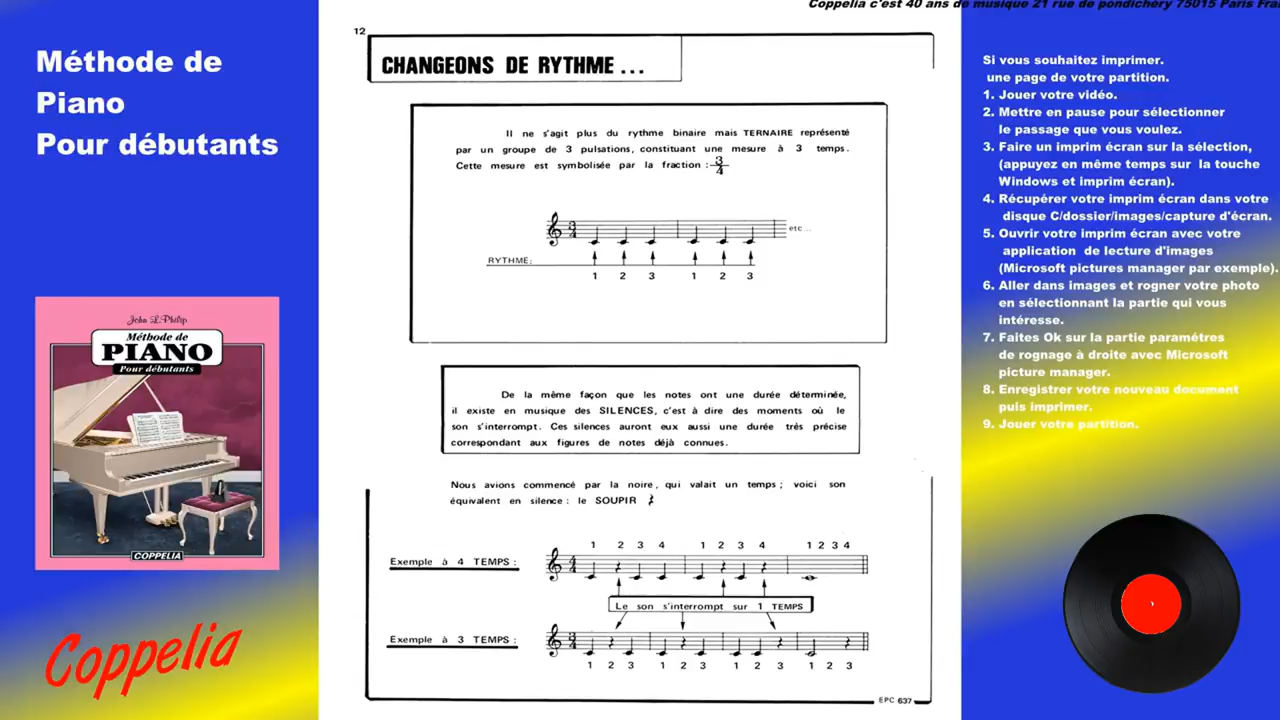 Coppelia c'est 40 ans de musique 21 rue de pondichéry 75015 Paris
Méthode de
Piano
Pour débutants
John L.Philip
Méthode de
PIANO
Pour débutants
COPPELIA
Coppelia
12
CHANGEONS DE RYTHME...
Il ne s'agit plus du rythme binaire mais TERNAIRE représenté
par un groupe de 3 pulsations, constituant une mesure à 3 temps.
Cette mesure est symbolisée par la fraction : 3/4
3/4
etc...
RYTHME:
1 2 3 1 2 3
De la même façon que les notes ont une durée déterminée,
il existe en musique des SILENCES, c'est à dire des moments où le
son s'interrompt. Ces silences auront eux aussi une durée très précise
correspondant aux figures de notes déjà connues.
Nous avions commencé par la noire, qui valait un temps ; voici son
équivalent en silence : le SOUPIR
1 2 3 4 1 2 3 4 1 2 3 4
Exemple à 4 TEMPS :
4/4
Le son s'interrompt sur 1 TEMPS
Exemple à 3 TEMPS :
3/4
1 2 3 1 2 3 1 2 3 1 2 3
EPC 637
Si vous souhaitez imprimer.
une page de votre partition.
1. Jouer votre vidéo.
2. Mettre en pause pour sélectionner
le passage que vous voulez.
3. Faire un imprim écran sur la sélection,
(appuyez en même temps sur la touche
Windows et imprim écran).
4. Récupérer votre imprim écran dans votre
disque C/dossier/images/capture d'écran.
5. Ouvrir votre imprim écran avec votre
application de lecture d'images
(Microsoft pictures manager par exemple).
6. Aller dans images et rogner votre photo
en sélectionnant la partie qui vous
intéresse.
7. Faites Ok sur la partie paramétres
de rognage à droite avec Microsoft
picture manager.
8. Enregistrer votre nouveau document
puis imprimer.
9. Jouer votre partition.